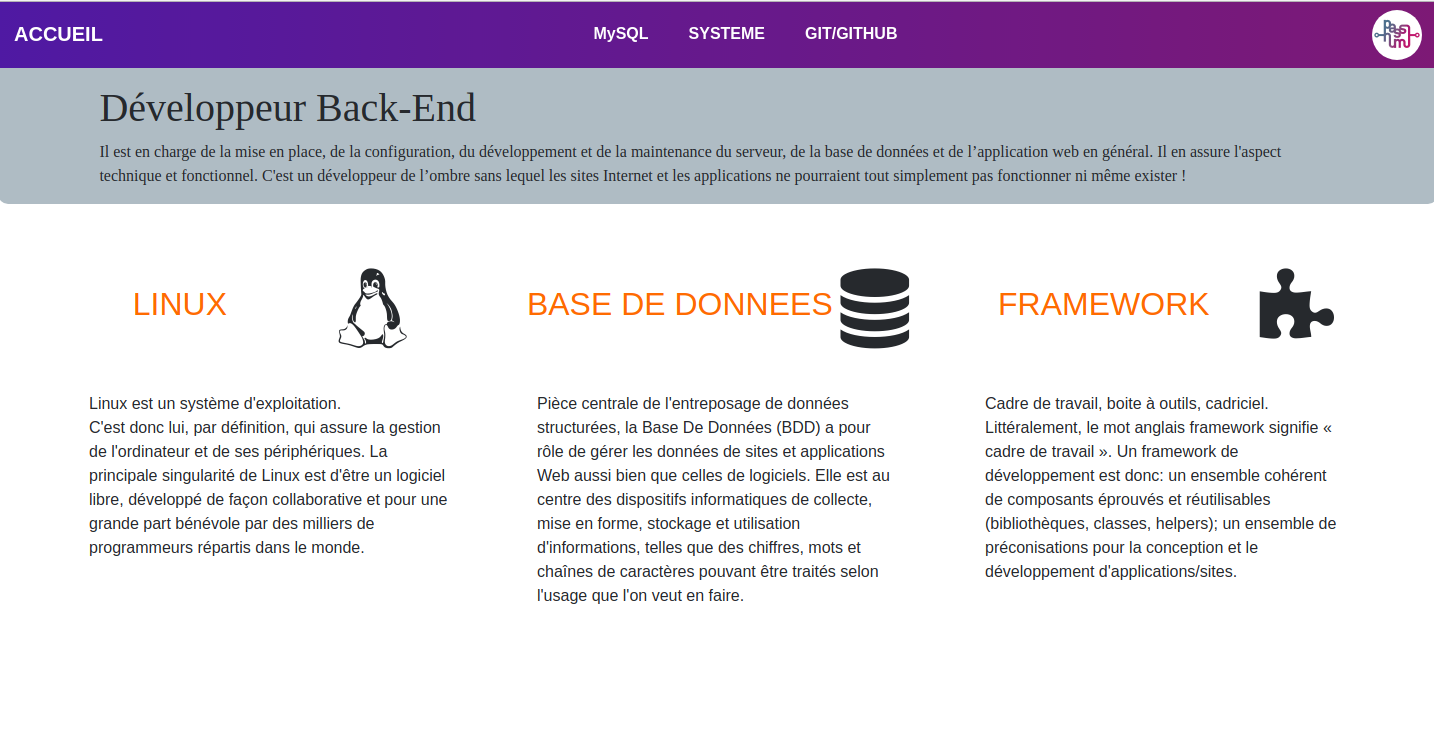 ACCUEIL
MySQL
SYSTEME
GIT/GITHUB
Développeur Back-End
Il est en charge de la mise en place, de la configuration, du développement et de la maintenance du serveur, de la base de données et de l’application web en général. Il en assure l'aspect
technique et fonctionnel. C'est un développeur de l’ombre sans lequel les sites Internet et les applications ne pourraient tout simplement pas fonctionner ni même exister !
LINUX
Linux est un système d'exploitation.
C'est donc lui, par définition, qui assure la gestion
de l'ordinateur et de ses périphériques. La
principale singularité de Linux est d'être un logiciel
libre, développé de façon collaborative et pour une
grande part bénévole par des milliers de
programmeurs répartis dans le monde.
BASE DE DONNEES
Pièce centrale de l'entreposage de données
structurées, la Base De Données (BDD) a pour
rôle de gérer les données de sites et applications
Web aussi bien que celles de logiciels. Elle est au
centre des dispositifs informatiques de collecte,
mise en forme, stockage et utilisation
d'informations, telles que des chiffres, mots et
chaînes de caractères pouvant être traités selon
l'usage que l'on veut en faire.
FRAMEWORK
Cadre de travail, boite à outils, cadriciel.
Littéralement, le mot anglais framework signifie «
cadre de travail ». Un framework de
développement est donc: un ensemble cohérent
de composants éprouvés et réutilisables
(bibliothèques, classes, helpers); un ensemble de
préconisations pour la conception et le
développement d'applications/sites.